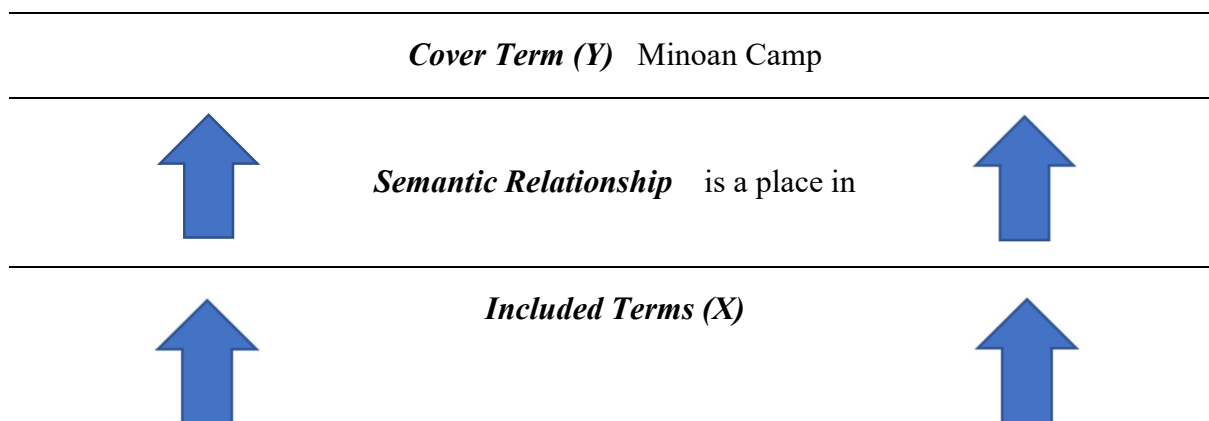 Cover Term (Y) Minoan Camp
Semantic Relationship is a place in
Included Terms (X)